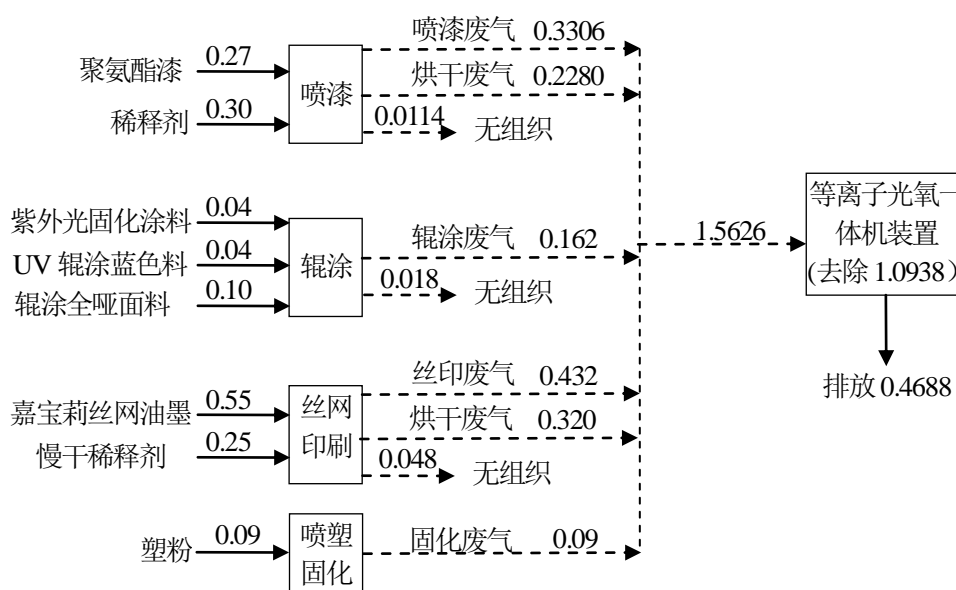 喷漆废气 0.3306
聚氨酯漆 0.27
喷漆
烘干废气 0.2280
稀释剂 0.30
0.0114 无组织
紫外光固化涂料 0.04
UV 辊涂蓝色料 0.04
辊涂全哑面料 0.10
辊涂
辊涂废气 0.162
0.018 无组织
1.5626
等离子光氧一
体机装置
(去除 1.0938）
排放 0.4688
丝印废气 0.432
嘉宝莉丝网油墨 0.55
丝网
印刷
烘干废气 0.320
慢干稀释剂 0.25
0.048 无组织
塑粉 0.09
喷塑
固化
固化废气 0.09